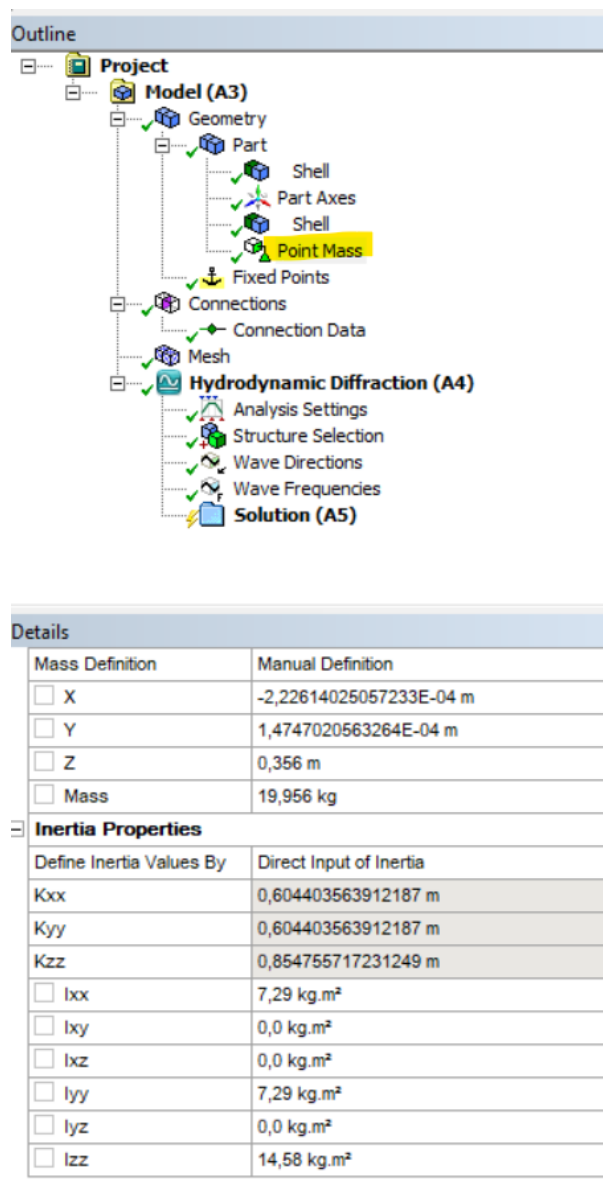 Outline
Project
Model (A3)
Geometry
Part
Shell
Part Axes
Shell
Point Mass
Fixed Points
Connections
Connection Data
Mesh
Hydrodynamic Diffraction (A4)
Analysis Settings
Structure Selection
Wave Directions
Wave Frequencies
Solution (A5)
Details
Mass Definition Manual Definition
X -2,22614025057233E-04 m
Y 1,4747020563264E-04 m
Z 0,356 m
Mass 19,956 kg
Inertia Properties
Define Inertia Values By Direct Input of Inertia
Kxx 0,604403563912187 m
Kyy 0,604403563912187 m
Kzz 0,854755717231249 m
Ixx 7,29 kg.m²
Ixy 0,0 kg.m²
Ixz 0,0 kg.m²
Iyy 7,29 kg.m²
Iyz 0,0 kg.m²
Izz 14,58 kg.m²